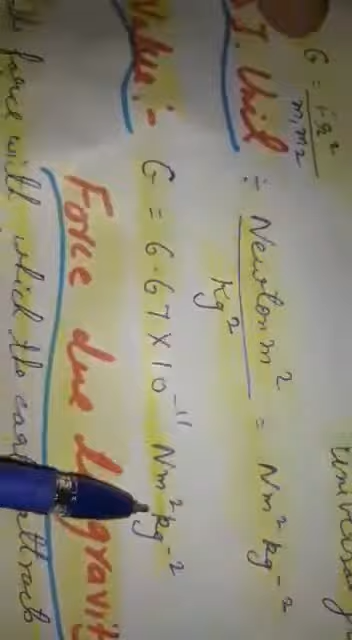 G = Fr² / m₁m₂
S.I. Unit :- Newton m² / Kg² = Nm² kg⁻²
Value :- G = 6.67 × 10⁻¹¹ Nm² kg⁻²
Force due to gravit
force with which the earth attracts